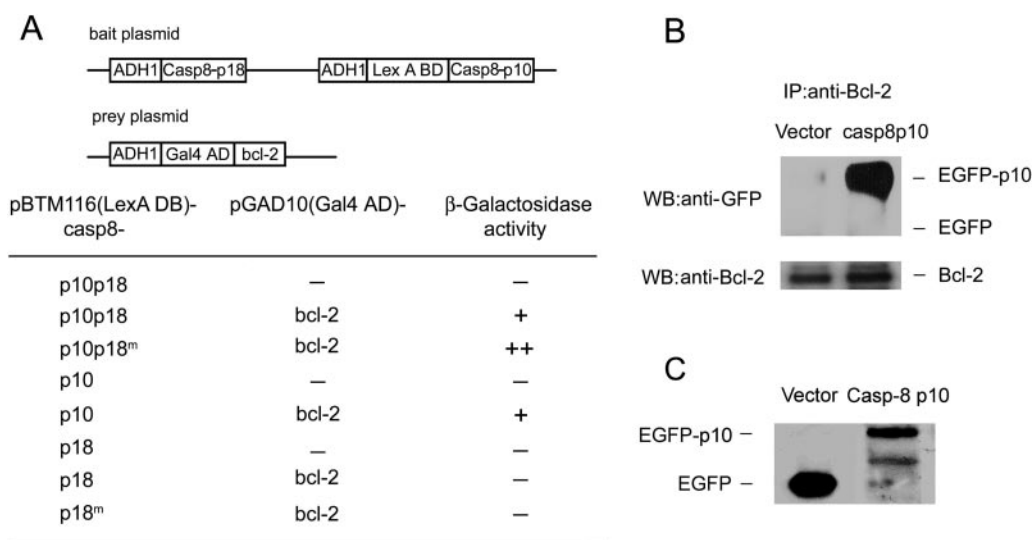 A
bait plasmid
ADH1 Casp8-p18 ADH1 Lex A BD Casp8-p10
prey plasmid
ADH1 Gal4 AD bcl-2
pBTM116(LexA DB)-casp8- pGAD10(Gal4 AD)- β-Galactosidase activity
p10p18 — —
p10p18 bcl-2 +
p10p18ᵐ bcl-2 ++
p10 — —
p10 bcl-2 +
p18 — —
p18 bcl-2 —
p18ᵐ bcl-2 —
B
IP:anti-Bcl-2
Vector casp8p10
WB:anti-GFP
– EGFP-p10
– EGFP
WB:anti-Bcl-2 – Bcl-2
C
Vector Casp-8 p10
EGFP-p10 –
EGFP –